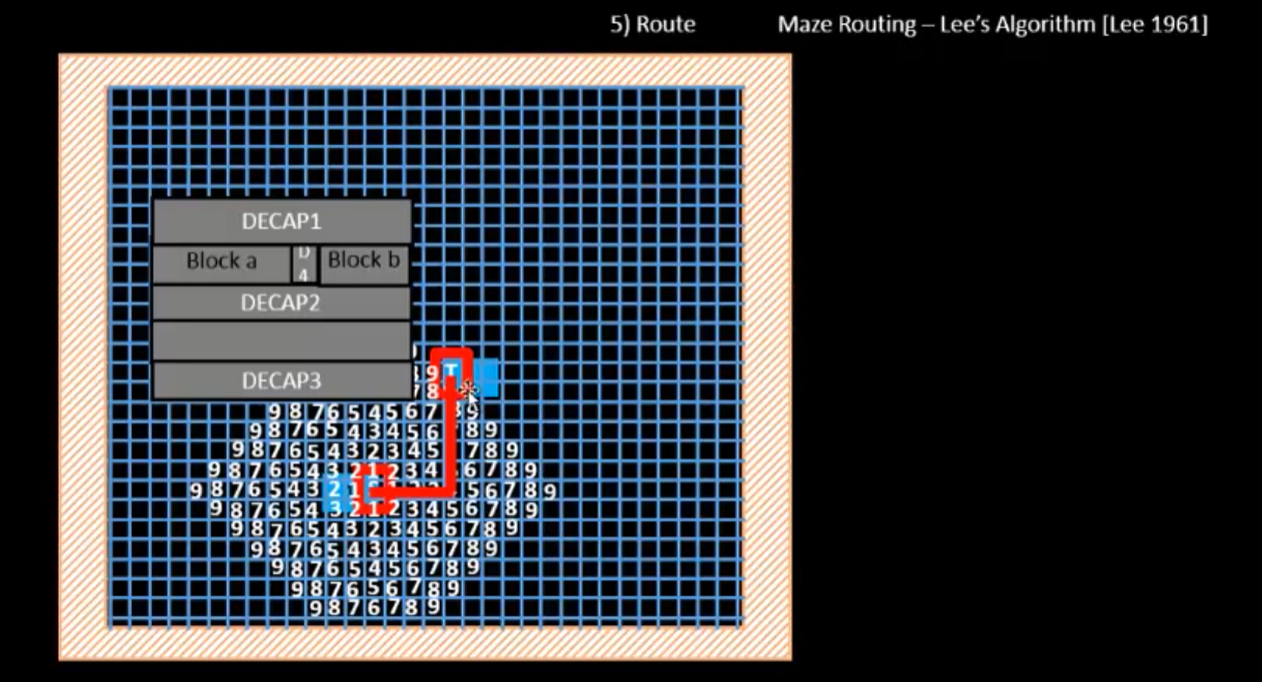 5) Route Maze Routing – Lee's Algorithm [Lee 1961]
DECAP1
Block a D 4 Block b
DECAP2
DECAP3
9 T
7 8
9 8 7 6 5 4 5 6 7 8 9
9 8 7 6 5 4 3 4 5 6 7 8 9
9 8 7 6 5 4 3 2 3 4 5 7 8 9
9 8 7 6 5 4 3 2 1 2 3 4 6 7 8 9
9 8 7 6 5 4 3 2 1 5 6 7 8 9
9 8 7 6 5 4 3 2 1 2 3 4 5 6 7 8 9
9 8 7 6 5 4 3 2 3 4 5 6 7 8 9
9 8 7 6 5 4 3 4 5 6 7 8 9
9 8 7 6 5 4 5 6 7 8 9
9 8 7 6 5 6 7 8 9
9 8 7 6 7 8 9